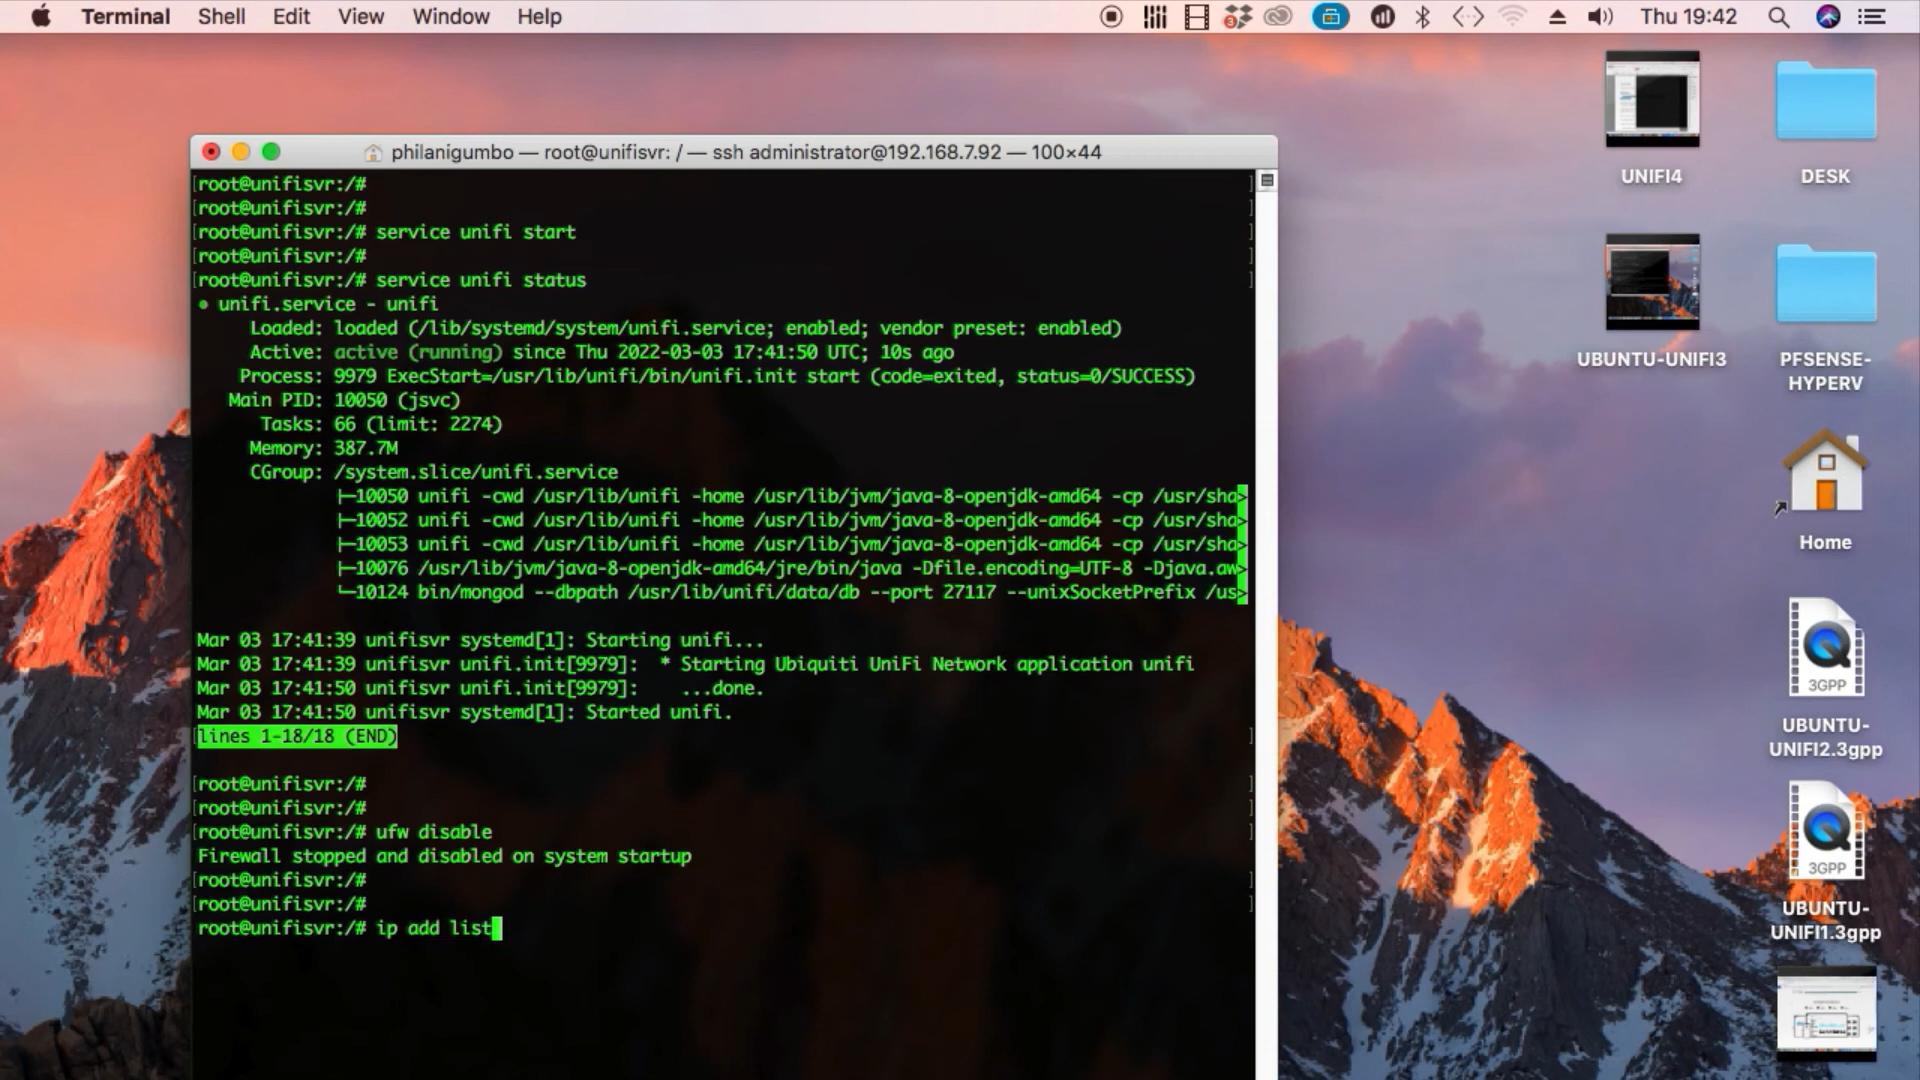 Terminal Shell Edit View Window Help
3
Thu 19:42
philanigumbo — root@unifisvr: / — ssh administrator@192.168.7.92 — 100×44
[root@unifisvr:/# ]
[root@unifisvr:/# ]
[root@unifisvr:/# service unifi start ]
[root@unifisvr:/# ]
[root@unifisvr:/# service unifi status ]
● unifi.service - unifi
Loaded: loaded (/lib/systemd/system/unifi.service; enabled; vendor preset: enabled)
Active: active (running) since Thu 2022-03-03 17:41:50 UTC; 10s ago
Process: 9979 ExecStart=/usr/lib/unifi/bin/unifi.init start (code=exited, status=0/SUCCESS)
Main PID: 10050 (jsvc)
Tasks: 66 (limit: 2274)
Memory: 387.7M
CGroup: /system.slice/unifi.service
├─10050 unifi -cwd /usr/lib/unifi -home /usr/lib/jvm/java-8-openjdk-amd64 -cp /usr/sha>
├─10052 unifi -cwd /usr/lib/unifi -home /usr/lib/jvm/java-8-openjdk-amd64 -cp /usr/sha>
├─10053 unifi -cwd /usr/lib/unifi -home /usr/lib/jvm/java-8-openjdk-amd64 -cp /usr/sha>
├─10076 /usr/lib/jvm/java-8-openjdk-amd64/jre/bin/java -Dfile.encoding=UTF-8 -Djava.aw>
└─10124 bin/mongod --dbpath /usr/lib/unifi/data/db --port 27117 --unixSocketPrefix /us>
Mar 03 17:41:39 unifisvr systemd[1]: Starting unifi...
Mar 03 17:41:39 unifisvr unifi.init[9979]:  * Starting Ubiquiti UniFi Network application unifi
Mar 03 17:41:50 unifisvr unifi.init[9979]:    ...done.
Mar 03 17:41:50 unifisvr systemd[1]: Started unifi.
[lines 1-18/18 (END) ]
[root@unifisvr:/# ]
[root@unifisvr:/# ]
[root@unifisvr:/# ufw disable ]
Firewall stopped and disabled on system startup
[root@unifisvr:/# ]
[root@unifisvr:/# ]
root@unifisvr:/# ip add list
UNIFI4
DESK
UBUNTU-UNIFI3
PFSENSE-
HYPERV
Home
3GPP
UBUNTU-
UNIFI2.3gpp
3GPP
UBUNTU-
UNIFI1.3gpp